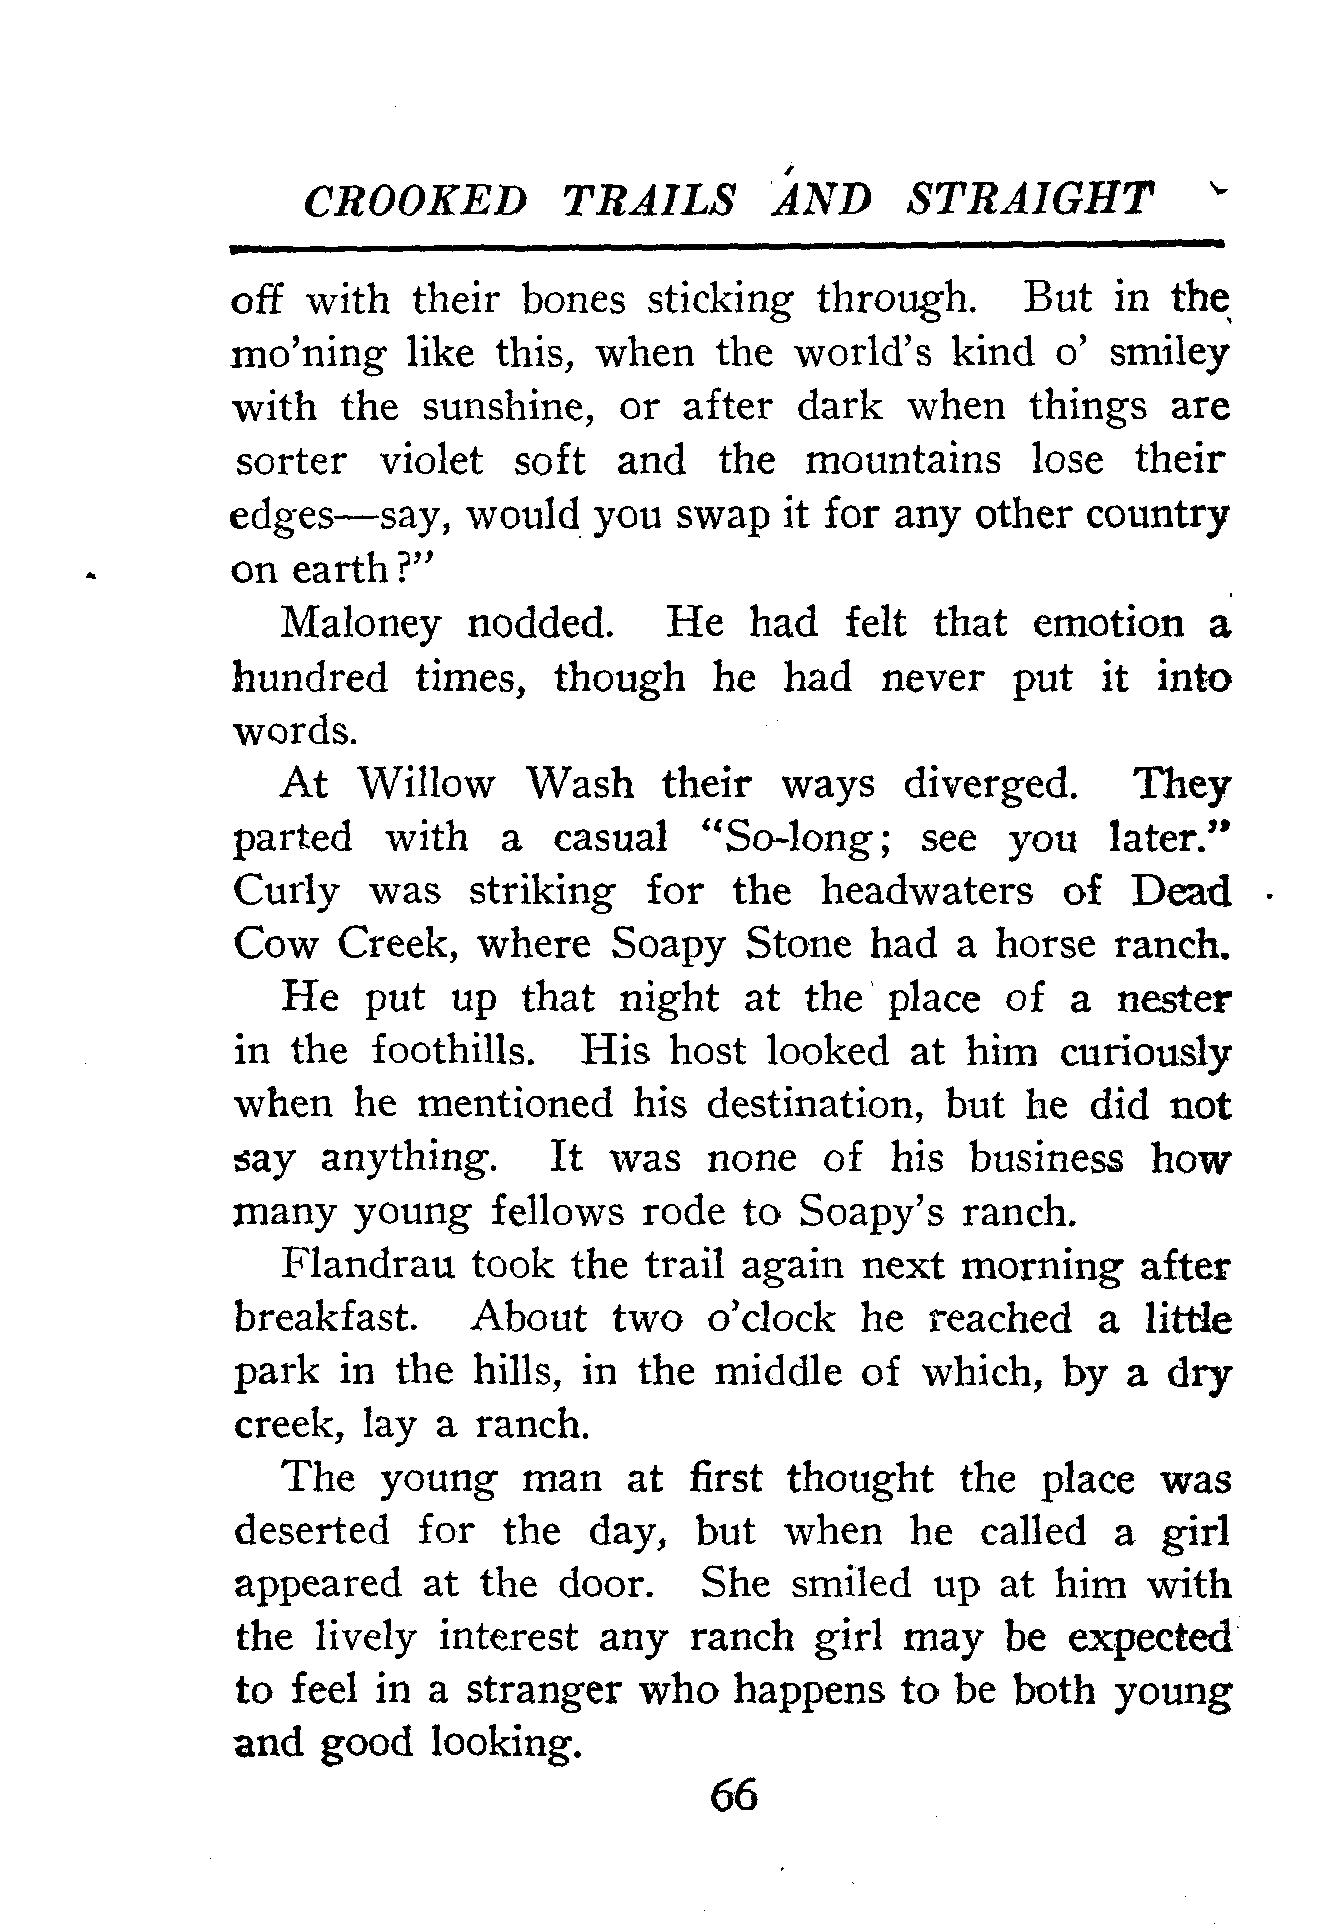 CROOKED TRAILS AND STRAIGHT
off with their bones sticking through. But in the
mo'ning like this, when the world's kind o' smiley
with the sunshine, or after dark when things are
sorter violet soft and the mountains lose their
edges—say, would you swap it for any other country
on earth?"
Maloney nodded. He had felt that emotion a
hundred times, though he had never put it into
words.
At Willow Wash their ways diverged. They
parted with a casual "So-long; see you later."
Curly was striking for the headwaters of Dead
Cow Creek, where Soapy Stone had a horse ranch.
He put up that night at the place of a nester
in the foothills. His host looked at him curiously
when he mentioned his destination, but he did not
say anything. It was none of his business how
many young fellows rode to Soapy's ranch.
Flandrau took the trail again next morning after
breakfast. About two o'clock he reached a little
park in the hills, in the middle of which, by a dry
creek, lay a ranch.
The young man at first thought the place was
deserted for the day, but when he called a girl
appeared at the door. She smiled up at him with
the lively interest any ranch girl may be expected
to feel in a stranger who happens to be both young
and good looking.
66